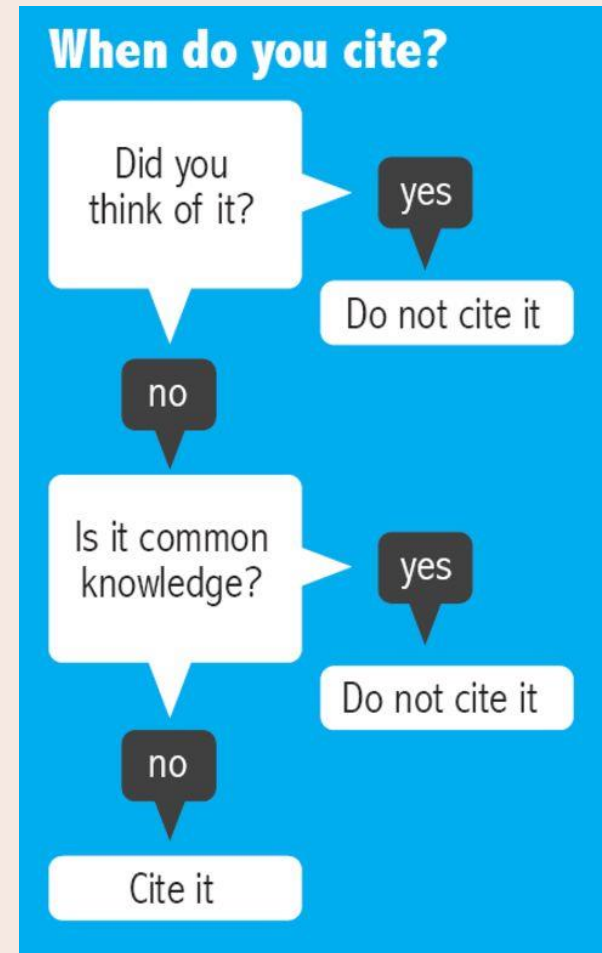 When do you cite?
Did you
think of it?
yes
Do not cite it
no
Is it common
knowledge?
yes
Do not cite it
no
Cite it